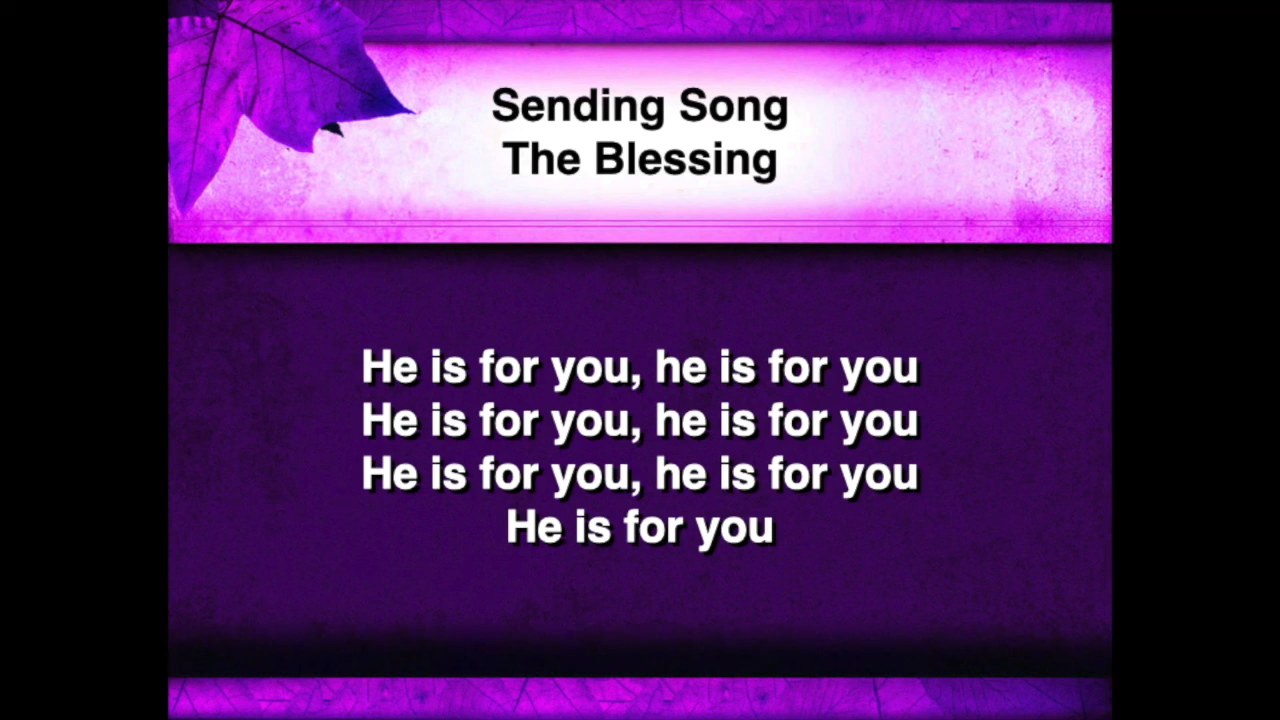 Sending Song
The Blessing
He is for you, he is for you
He is for you, he is for you
He is for you, he is for you
He is for you